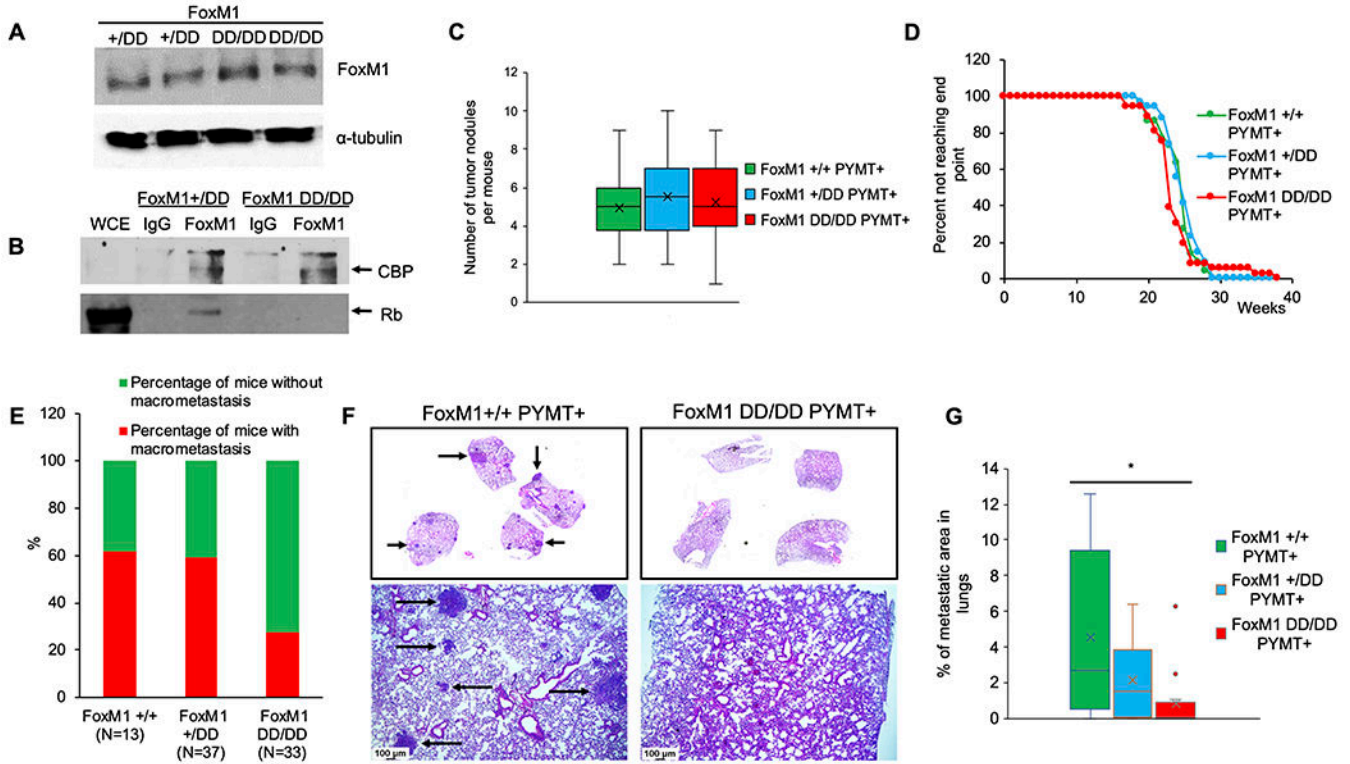 A
FoxM1
+/DD +/DD DD/DD DD/DD
FoxM1
α-tubulin
B
FoxM1+/DD FoxM1 DD/DD
WCE IgG FoxM1 IgG FoxM1
CBP
Rb
C
Number of tumor nodules
per mouse
12
10
8
6
4
2
0
FoxM1 +/+ PYMT+
FoxM1 +/DD PYMT+
FoxM1 DD/DD PYMT+
D
Percent not reaching end
point
120
100
80
60
40
20
0
0 10 20 30 40
Weeks
FoxM1 +/+
PYMT+
FoxM1 +/DD
PYMT+
FoxM1 DD/DD
PYMT+
E
Percentage of mice without
macrometastasis
Percentage of mice with
macrometastasis
%
120
100
80
60
40
20
0
FoxM1 +/+
(N=13)
FoxM1
+/DD
(N=37)
FoxM1
DD/DD
(N=33)
F
FoxM1+/+ PYMT+ FoxM1 DD/DD PYMT+
100 µm
100 µm
G
% of metastatic area in
lungs
14
12
10
8
6
4
2
0
*
FoxM1 +/+
PYMT+
FoxM1 +/DD
PYMT+
FoxM1 DD/DD
PYMT+